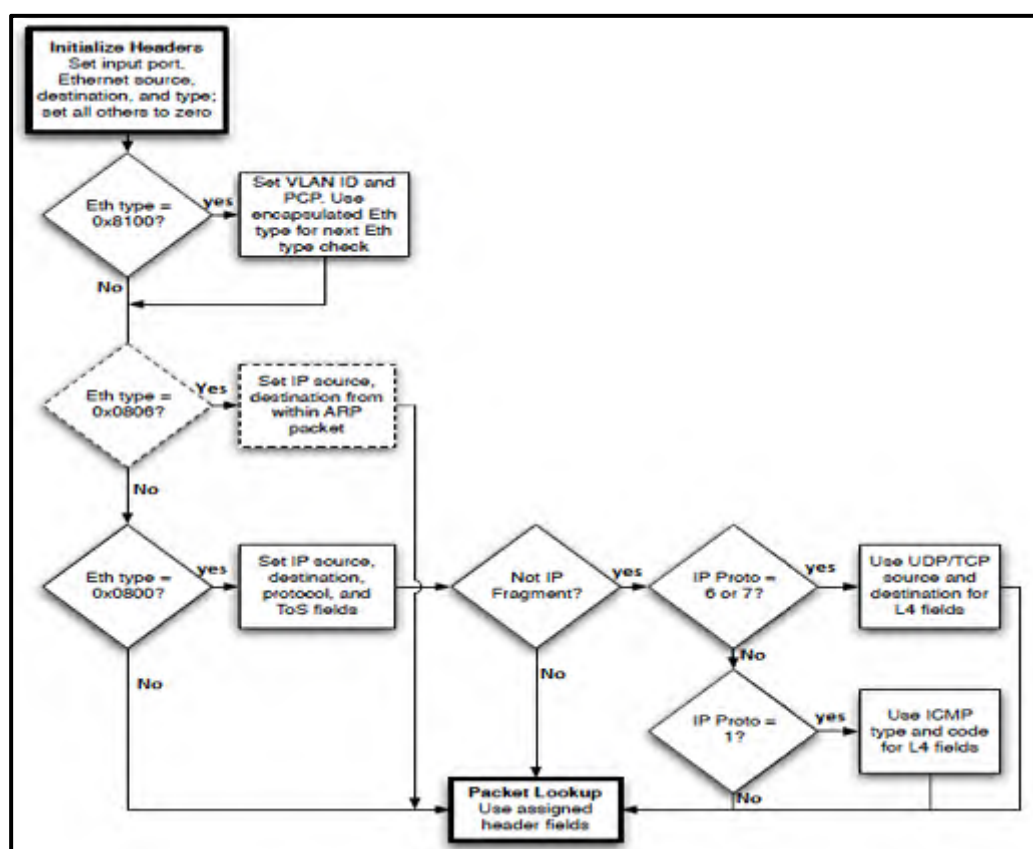 Initialize Headers
Set input port,
Ethernet source,
destination, and type;
set all others to zero
Eth type =
0x8100?
yes
Set VLAN ID and
PCP. Use
encapsulated Eth
type for next Eth
type check
No
Eth type =
0x0806?
Yes
Set IP source,
destination from
within ARP
packet
No
Eth type =
0x0800?
yes
Set IP source,
destination,
protocol, and
ToS fields
Not IP
Fragment?
yes
IP Proto =
6 or 7?
yes
Use UDP/TCP
source and
destination for
L4 fields
No
No
No
IP Proto =
1?
yes
Use ICMP
type and code
for L4 fields
No
Packet Lookup
Use assigned
header fields